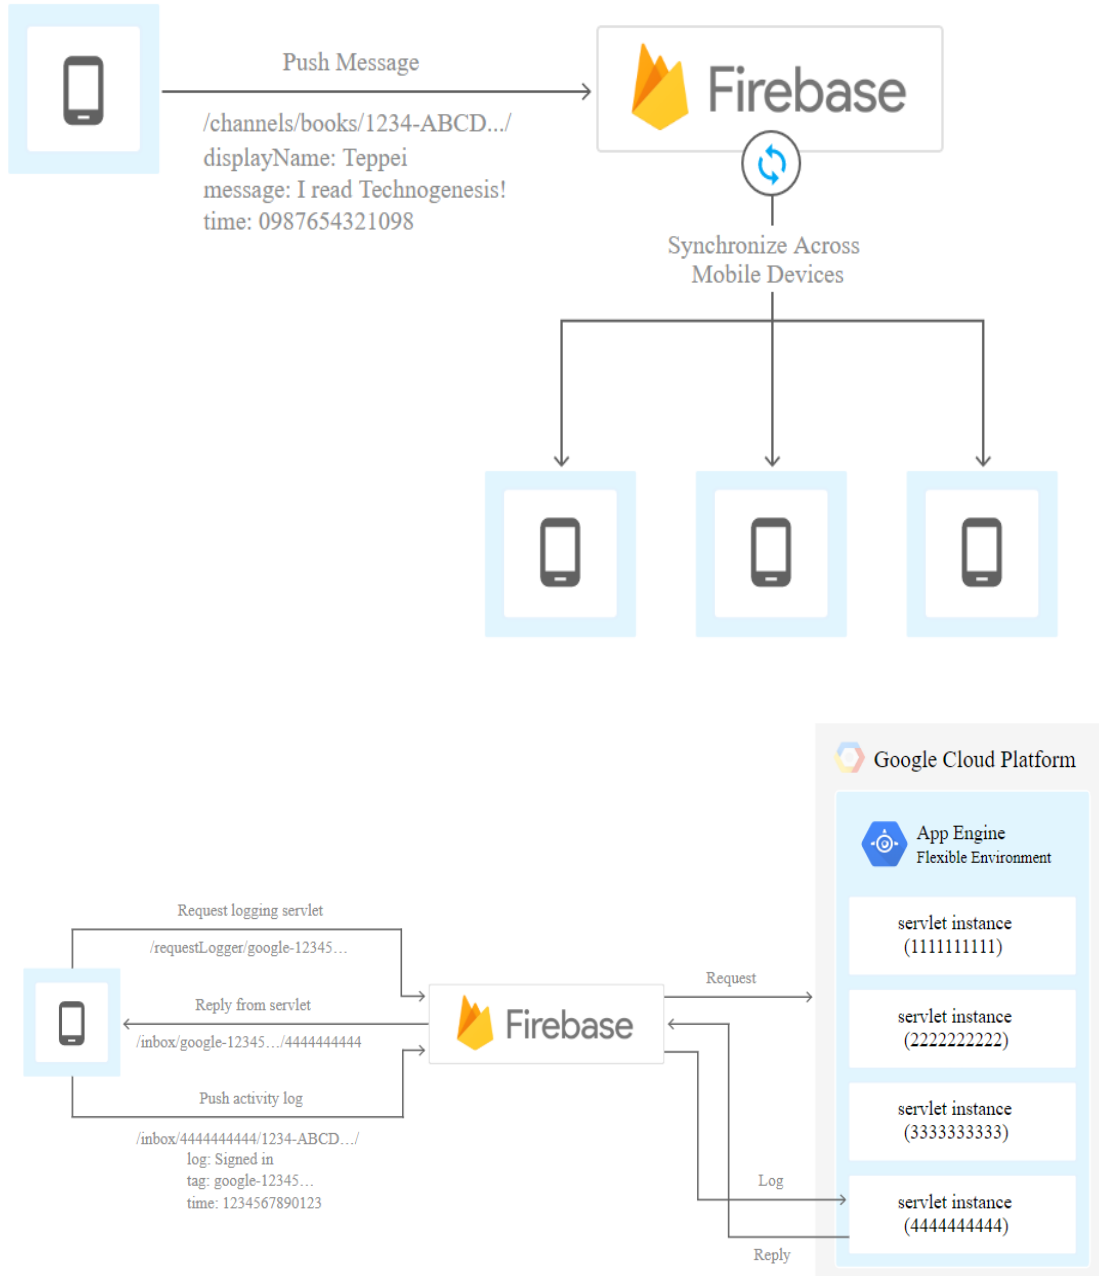 Push Message
/channels/books/1234-ABCD.../
displayName: Teppei
message: I read Technogenesis!
time: 0987654321098
Firebase
Synchronize Across
Mobile Devices
Google Cloud Platform
App Engine
Flexible Environment
servlet instance
(1111111111)
servlet instance
(2222222222)
servlet instance
(3333333333)
servlet instance
(4444444444)
Request logging servlet
/requestLogger/google-12345…
Reply from servlet
/inbox/google-12345…/4444444444
Push activity log
/inbox/4444444444/1234-ABCD…/
log: Signed in
tag: google-12345…
time: 1234567890123
Firebase
Request
Log
Reply